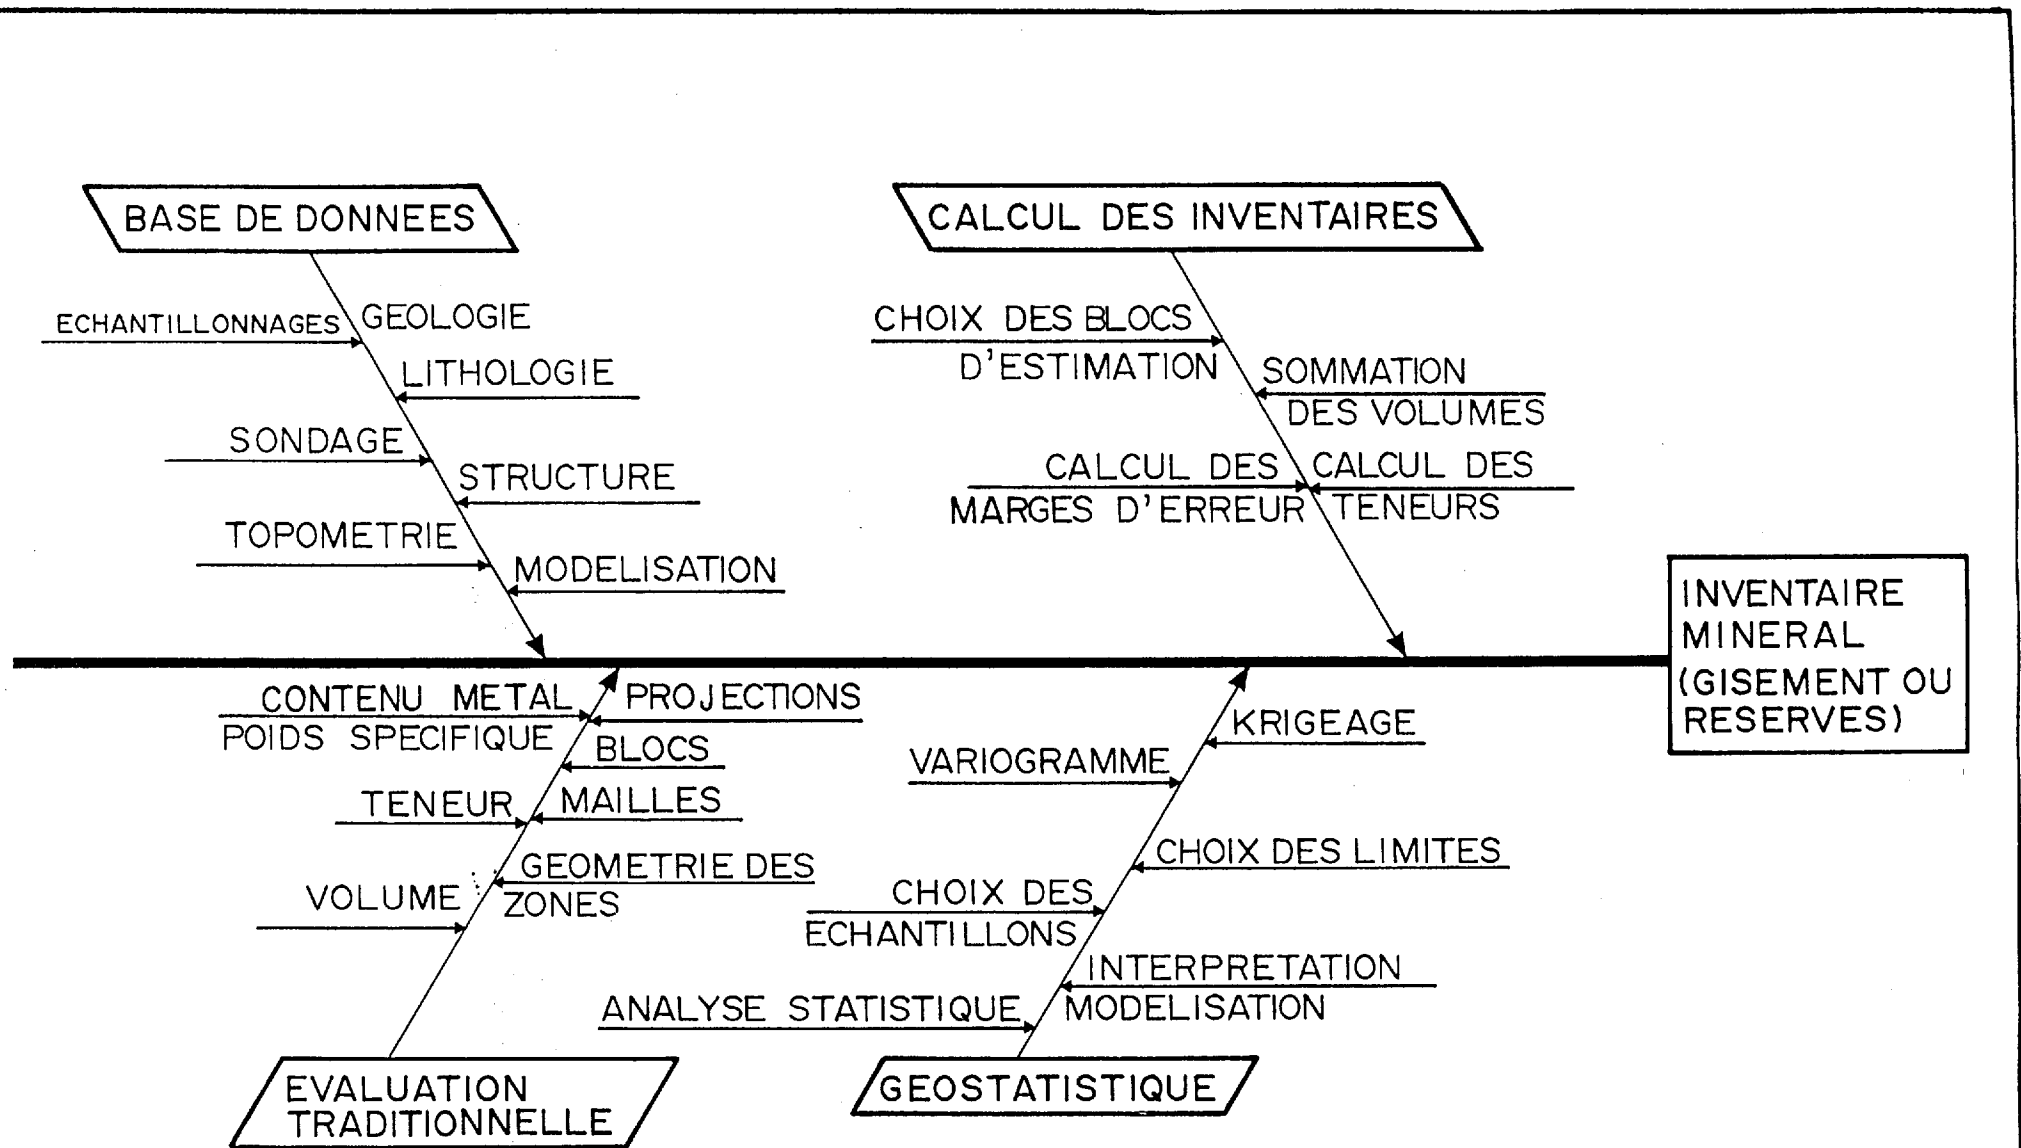 BASE DE DONNEES
CALCUL DES INVENTAIRES
ECHANTILLONNAGES
GEOLOGIE
LITHOLOGIE
SONDAGE
STRUCTURE
TOPOMETRIE
MODELISATION
CHOIX DES BLOCS
D'ESTIMATION
SOMMATION
DES VOLUMES
CALCUL DES
MARGES D'ERREUR
CALCUL DES
TENEURS
INVENTAIRE
MINERAL
(GISEMENT OU
RESERVES)
CONTENU METAL
POIDS SPECIFIQUE
PROJECTIONS
BLOCS
TENEUR
MAILLES
GEOMETRIE DES
ZONES
VOLUME
EVALUATION
TRADITIONNELLE
KRIGEAGE
VARIOGRAMME
CHOIX DES LIMITES
CHOIX DES
ECHANTILLONS
INTERPRETATION
MODELISATION
ANALYSE STATISTIQUE
GEOSTATISTIQUE